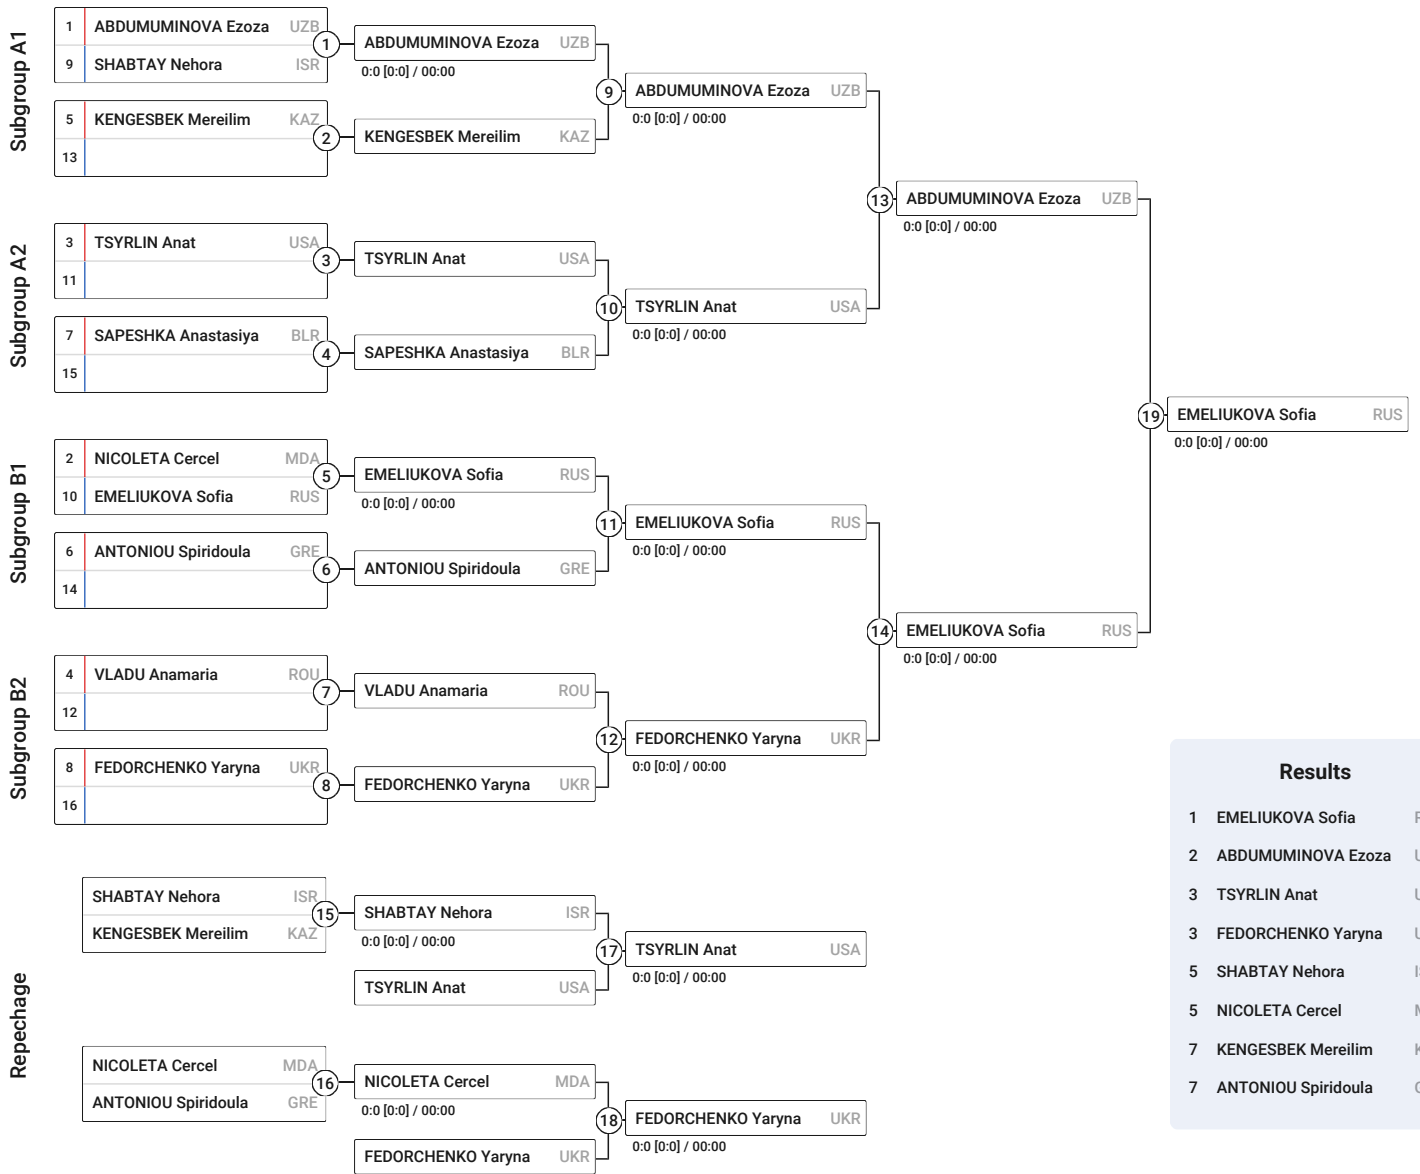 Subgroup A1
1 ABDUMUMINOVA Ezoza UZB
9 SHABTAY Nehora ISR
1
ABDUMUMINOVA Ezoza UZB
0:0 [0:0] / 00:00
5 KENGESBEK Mereilim KAZ
13
2
KENGESBEK Mereilim KAZ
9
ABDUMUMINOVA Ezoza UZB
0:0 [0:0] / 00:00
Subgroup A2
3 TSYRLIN Anat USA
11
3
TSYRLIN Anat USA
7 SAPESHKA Anastasiya BLR
15
4
SAPESHKA Anastasiya BLR
10
TSYRLIN Anat USA
0:0 [0:0] / 00:00
13
ABDUMUMINOVA Ezoza UZB
0:0 [0:0] / 00:00
Subgroup B1
2 NICOLETA Cercel MDA
10 EMELIUKOVA Sofia RUS
5
EMELIUKOVA Sofia RUS
0:0 [0:0] / 00:00
6 ANTONIOU Spiridoula GRE
14
6
ANTONIOU Spiridoula GRE
11
EMELIUKOVA Sofia RUS
0:0 [0:0] / 00:00
Subgroup B2
4 VLADU Anamaria ROU
12
7
VLADU Anamaria ROU
8 FEDORCHENKO Yaryna UKR
16
8
FEDORCHENKO Yaryna UKR
12
FEDORCHENKO Yaryna UKR
0:0 [0:0] / 00:00
14
EMELIUKOVA Sofia RUS
0:0 [0:0] / 00:00
19
EMELIUKOVA Sofia RUS
0:0 [0:0] / 00:00
Repechage
SHABTAY Nehora ISR
KENGESBEK Mereilim KAZ
15
SHABTAY Nehora ISR
0:0 [0:0] / 00:00
TSYRLIN Anat USA
17
TSYRLIN Anat USA
0:0 [0:0] / 00:00
NICOLETA Cercel MDA
ANTONIOU Spiridoula GRE
16
NICOLETA Cercel MDA
0:0 [0:0] / 00:00
FEDORCHENKO Yaryna UKR
18
FEDORCHENKO Yaryna UKR
0:0 [0:0] / 00:00
Results
1 EMELIUKOVA Sofia
2 ABDUMUMINOVA Ezoza
3 TSYRLIN Anat
3 FEDORCHENKO Yaryna
5 SHABTAY Nehora
5 NICOLETA Cercel
7 KENGESBEK Mereilim
7 ANTONIOU Spiridoula